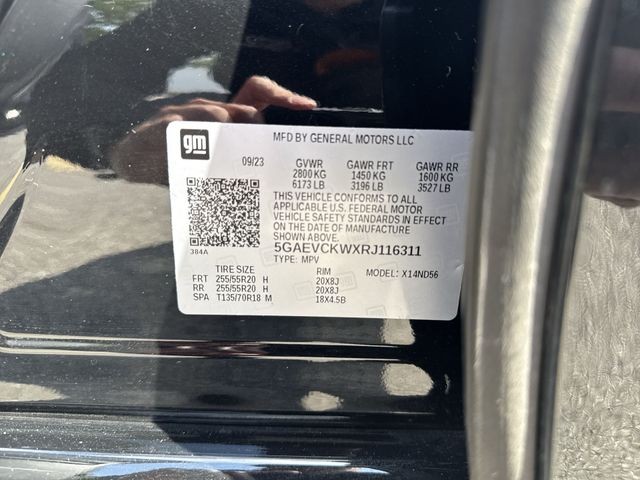 gm
MFD BY GENERAL MOTORS LLC
09/23 GVWR GAWR FRT GAWR RR
2800 KG 1450 KG 1600 KG
6173 LB 3196 LB 3527 LB
THIS VEHICLE CONFORMS TO ALL
APPLICABLE U.S. FEDERAL MOTOR
VEHICLE SAFETY STANDARDS IN EFFECT
ON THE DATE OF MANUFACTURE
SHOWN ABOVE.
384A
5GAEVCKWXRJ116311
TYPE: MPV
TIRE SIZE RIM MODEL: X14ND56
FRT 255/55R20 H 20X8J
RR 255/55R20 H 20X8J
SPA T135/70R18 M 18X4.5B